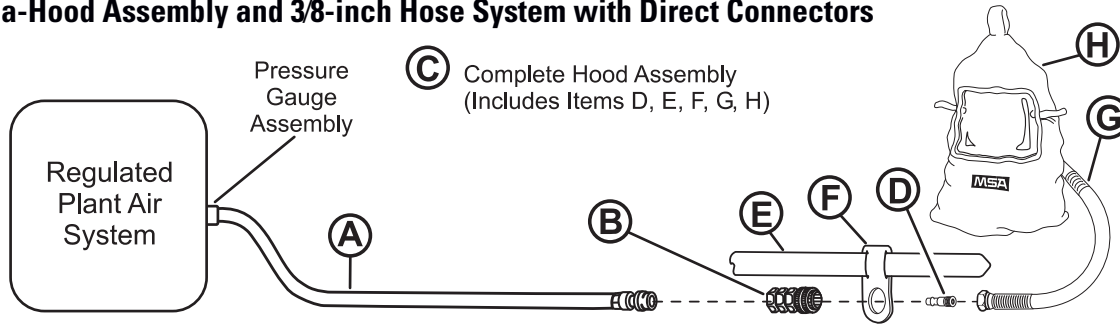 a-Hood Assembly and 3/8-inch Hose System with Direct Connectors
Pressure
Gauge
Assembly
C Complete Hood Assembly
(Includes Items D, E, F, G, H)
H
G
Regulated
Plant Air
System
MSA
A
B
E
F
D